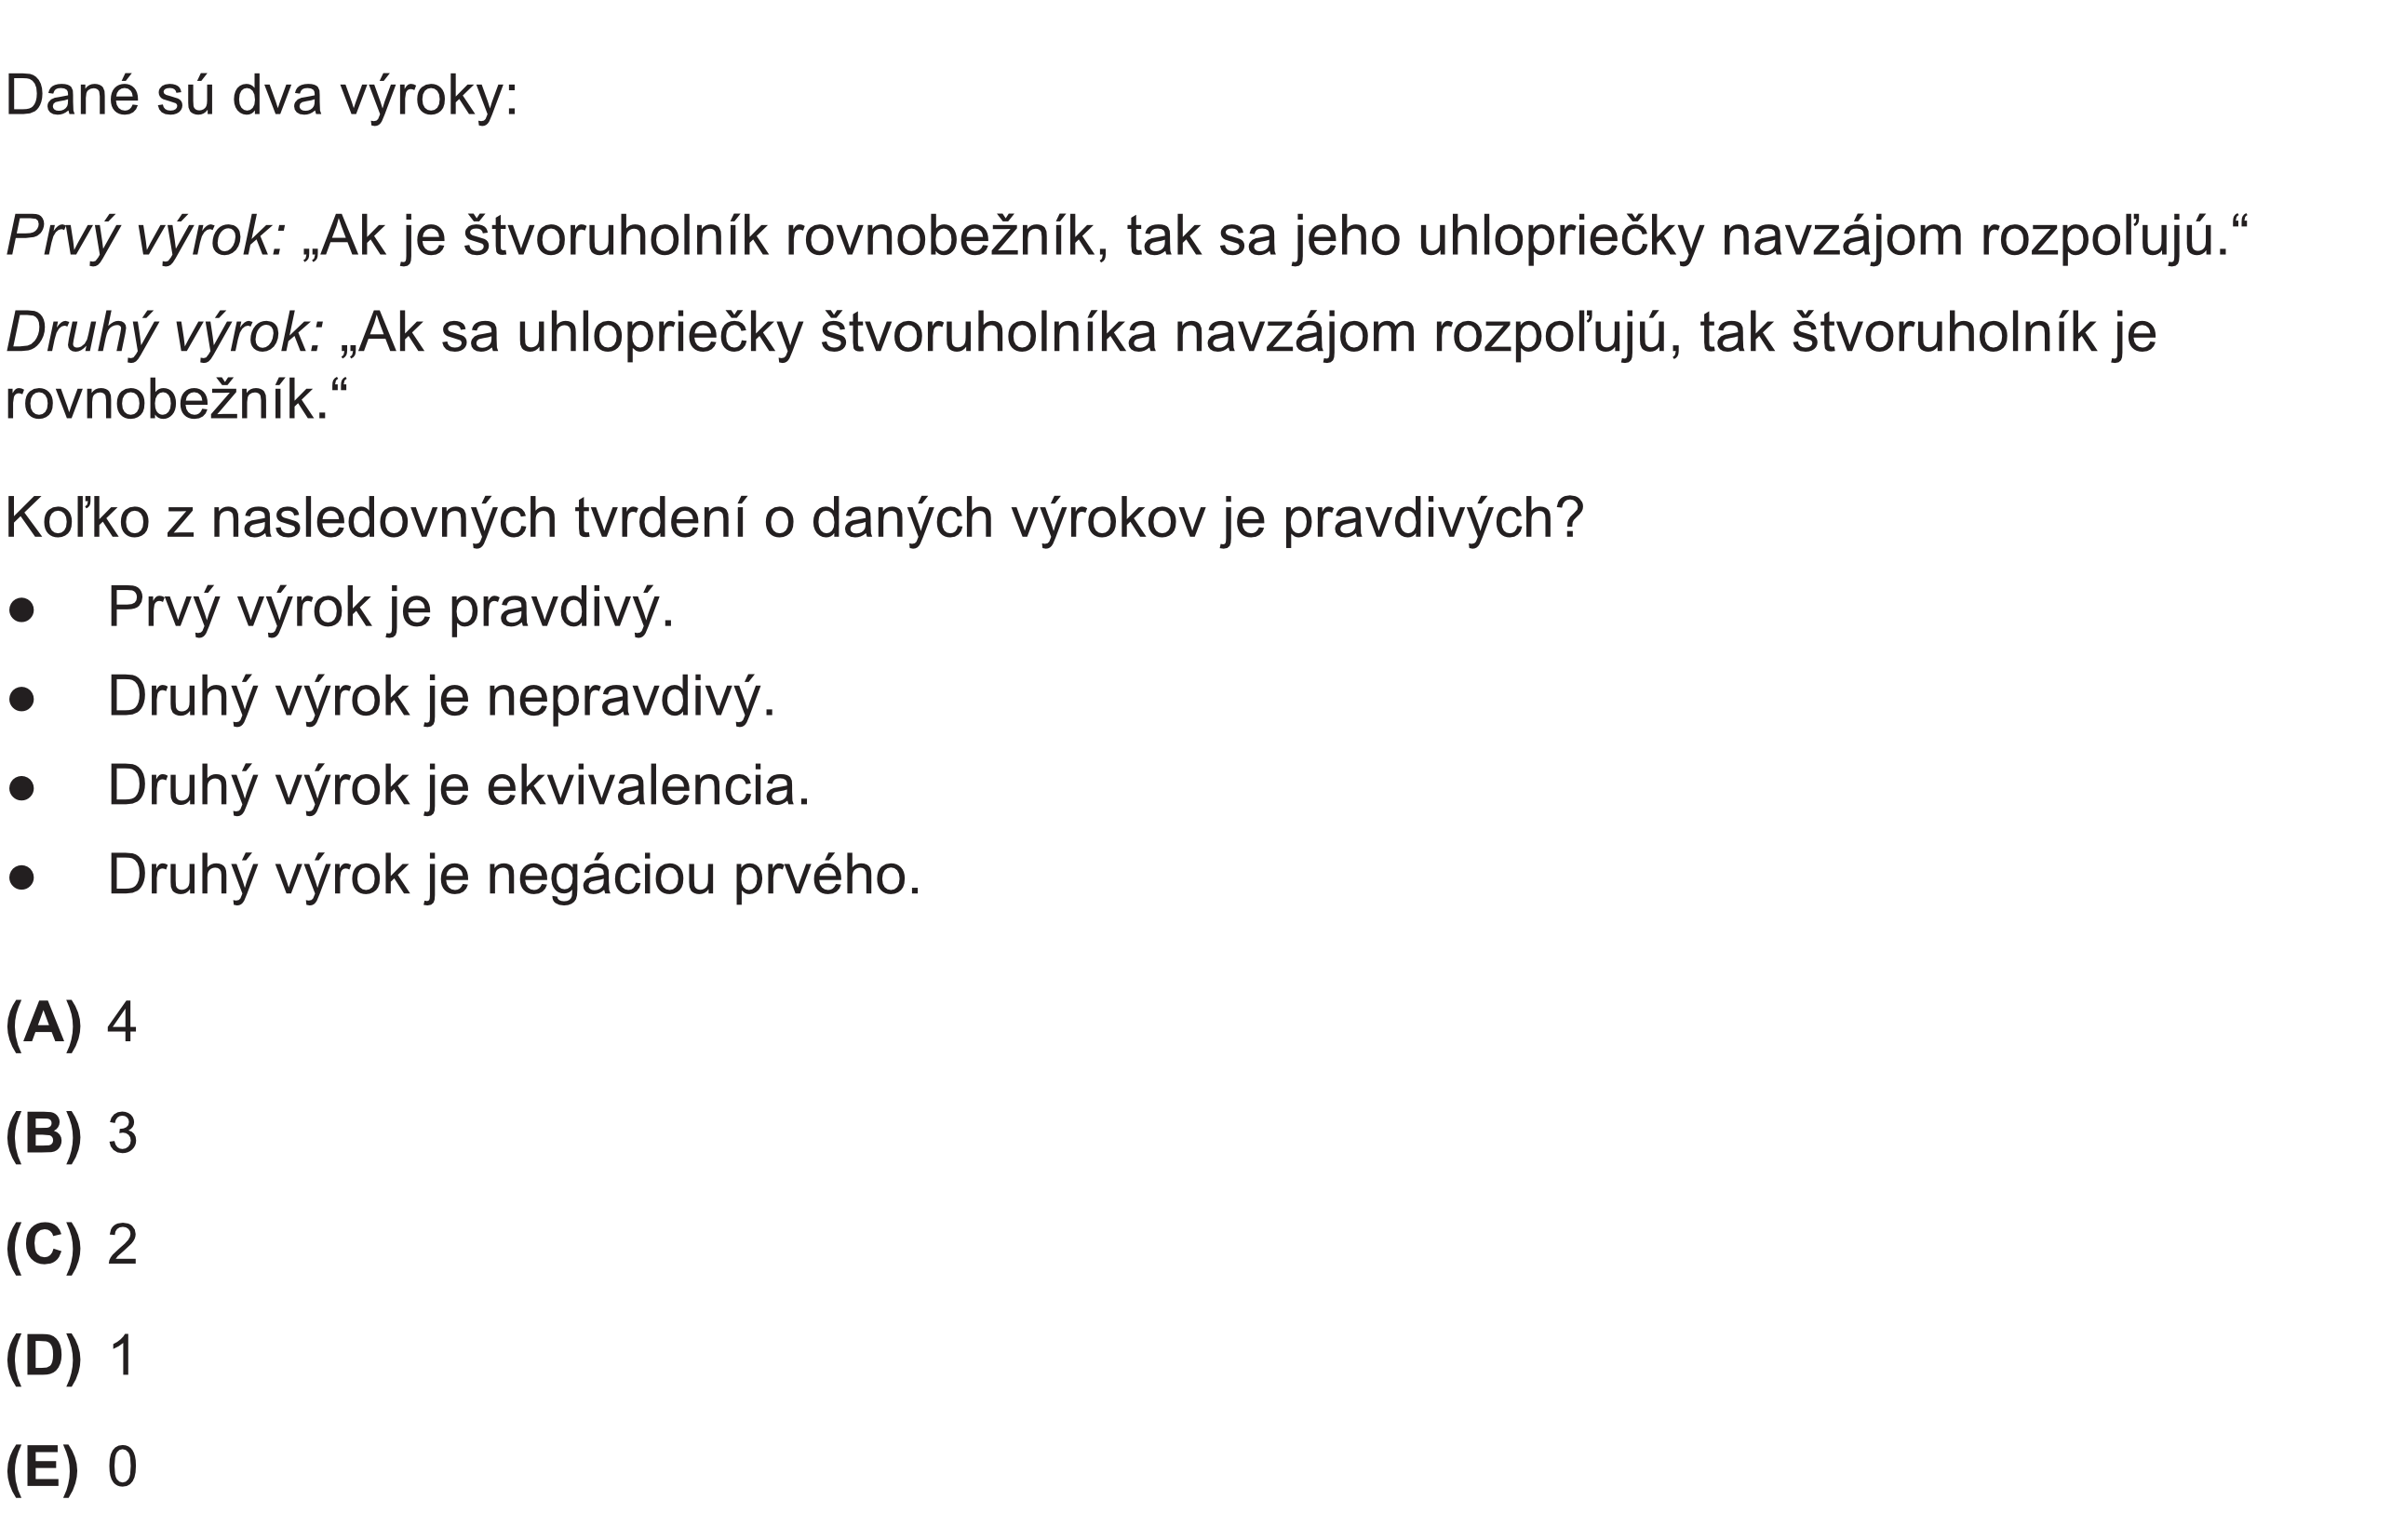 Dané sú dva výroky:
Prvý výrok: „Ak je štvoruholník rovnobežník, tak sa jeho uhlopriečky navzájom rozpoľujú.“
Druhý výrok: „Ak sa uhlopriečky štvoruholníka navzájom rozpoľujú, tak štvoruholník je
rovnobežník.“
Koľko z nasledovných tvrdení o daných výrokov je pravdivých?
● Prvý výrok je pravdivý.
● Druhý výrok je nepravdivý.
● Druhý výrok je ekvivalencia.
● Druhý výrok je negáciou prvého.
(A) 4
(B) 3
(C) 2
(D) 1
(E) 0